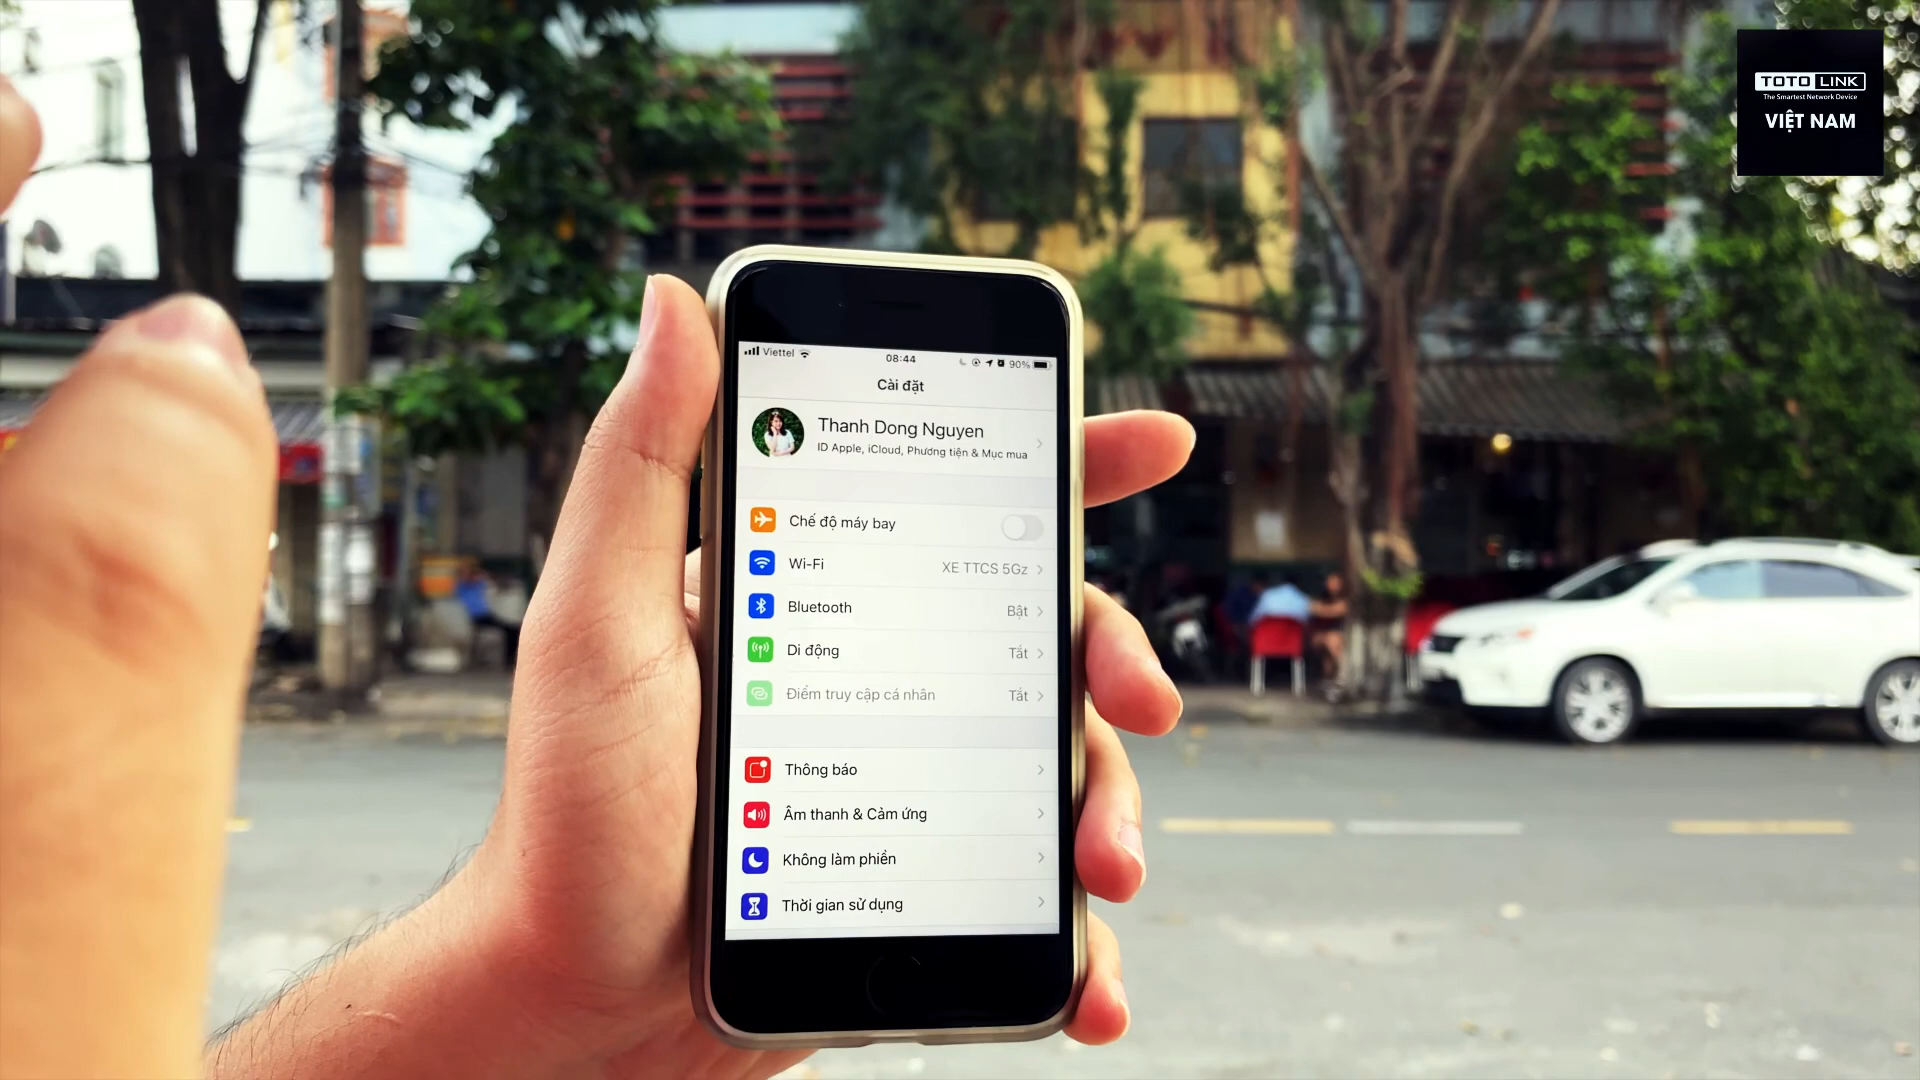 TOTO LINK
The Smartest Network Device
VIỆT NAM
Viettel 08:44 90%
Cài đặt
Thanh Dong Nguyen
ID Apple, iCloud, Phương tiện & Mục mua
Chế độ máy bay
Wi-Fi XE TTCS 5Gz
Bluetooth Bật
Di động Tắt
Điểm truy cập cá nhân Tắt
Thông báo
Âm thanh & Cảm ứng
Không làm phiền
Thời gian sử dụng